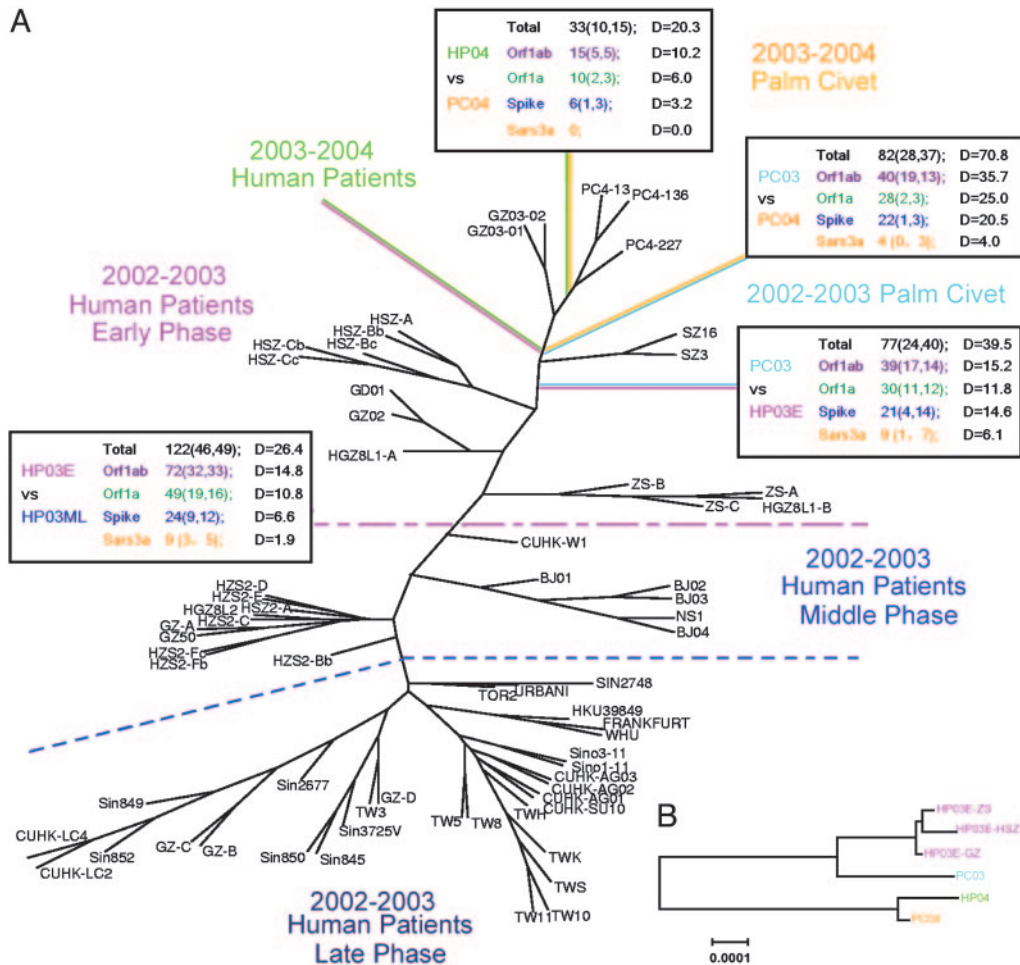 A
Total 33(10,15); D=20.3
HP04 Orf1ab 15(5,5); D=10.2
vs Orf1a 10(2,3); D=6.0
PC04 Spike 6(1,3); D=3.2
Sars3a 0; D=0.0
2003-2004
Palm Civet
2003-2004
Human Patients
Total 82(28,37); D=70.8
PC03 Orf1ab 40(19,13); D=35.7
vs Orf1a 28(2,3); D=25.0
PC04 Spike 22(1,3); D=20.5
Sars3a 4 (0, 3); D=4.0
PC4-13
PC4-136
GZ03-02
GZ03-01
PC4-227
2002-2003
Human Patients
Early Phase
2002-2003 Palm Civet
HSZ-A
HSZ-Bb
HSZ-Bc
HSZ-Cb
HSZ-Cc
SZ16
SZ3
Total 77(24,40); D=39.5
PC03 Orf1ab 39(17,14); D=15.2
vs Orf1a 30(11,12); D=11.8
HP03E Spike 21(4,14); D=14.6
Sars3a 9 (1, 7); D=6.1
GD01
GZ02
HGZ8L1-A
Total 122(46,49); D=26.4
HP03E Orf1ab 72(32,33); D=14.8
vs Orf1a 49(19,16); D=10.8
HP03ML Spike 24(9,12); D=6.6
Sars3a 9 (3, 5); D=1.9
ZS-B
ZS-A
ZS-C
HGZ8L1-B
CUHK-W1
2002-2003
Human Patients
Middle Phase
BJ01
BJ02
BJ03
NS1
BJ04
HZS2-D
HZS2-E
HGZ8L2
HSZ2-A
HZS2-C
GZ-A
GZ50
HZS2-Fc
HZS2-Fb
HZS2-Bb
SIN2748
TOR2
URBANI
HKU39849
FRANKFURT
WHU
Sino3-11
Sino1-11
CUHK-AG03
CUHK-AG02
CUHK-AG01
CUHK-SU10
TWH
Sin2677
Sin849
GZ-D
TW3
Sin3725V
TW5
TW8
CUHK-LC4
Sin852
CUHK-LC2
GZ-C
GZ-B
Sin850
Sin845
TWK
TWS
TW11
TW10
2002-2003
Human Patients
Late Phase
B
HP03E-ZS
HP03E-HSZ
HP03E-GZ
PC03
HP04
PC04
0.0001